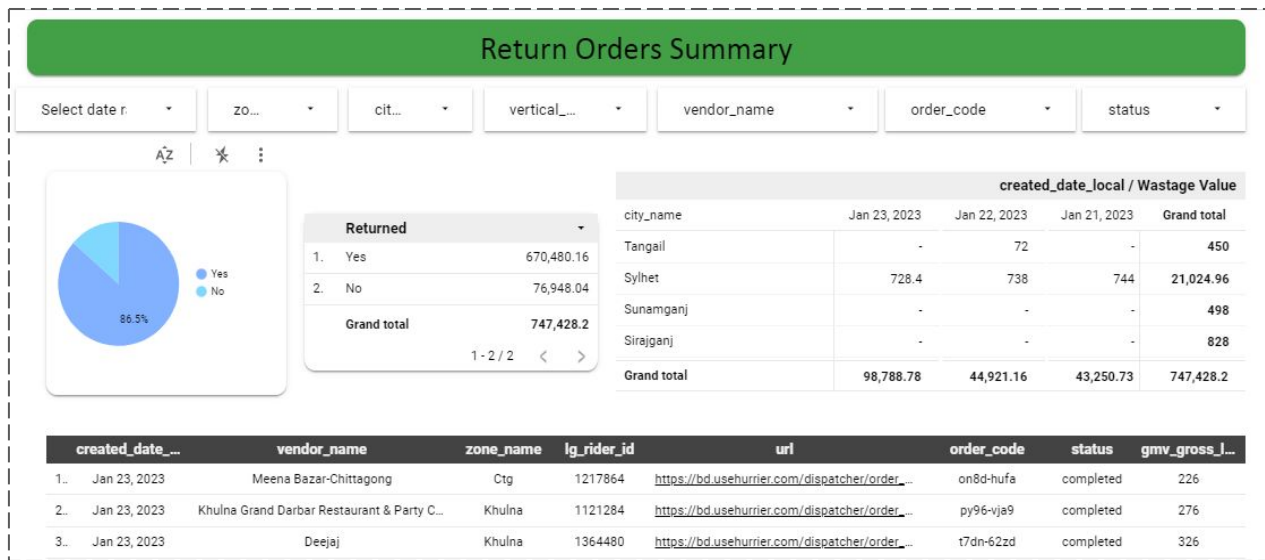 Return Orders Summary
Select date r
zo...
cit...
vertical_...
vendor_name
order_code
status
AZ
Yes
No
86.5%
Returned
1. Yes 670,480.16
2. No 76,948.04
Grand total 747,428.2
1 - 2 / 2
created_date_local / Wastage Value
city_name Jan 23, 2023 Jan 22, 2023 Jan 21, 2023 Grand total
Tangail - 72 - 450
Sylhet 728.4 738 744 21,024.96
Sunamganj - - - 498
Sirajganj - - - 828
Grand total 98,788.78 44,921.16 43,250.73 747,428.2
created_date_... vendor_name zone_name lg_rider_id url order_code status gmv_gross_l...
1.. Jan 23, 2023 Meena Bazar-Chittagong Ctg 1217864 https://bd.usehurrier.com/dispatcher/order_... on8d-hufa completed 226
2.. Jan 23, 2023 Khulna Grand Darbar Restaurant & Party C... Khulna 1121284 https://bd.usehurrier.com/dispatcher/order_... py96-vja9 completed 276
3.. Jan 23, 2023 Deejaj Khulna 1364480 https://bd.usehurrier.com/dispatcher/order_... t7dn-62zd completed 326